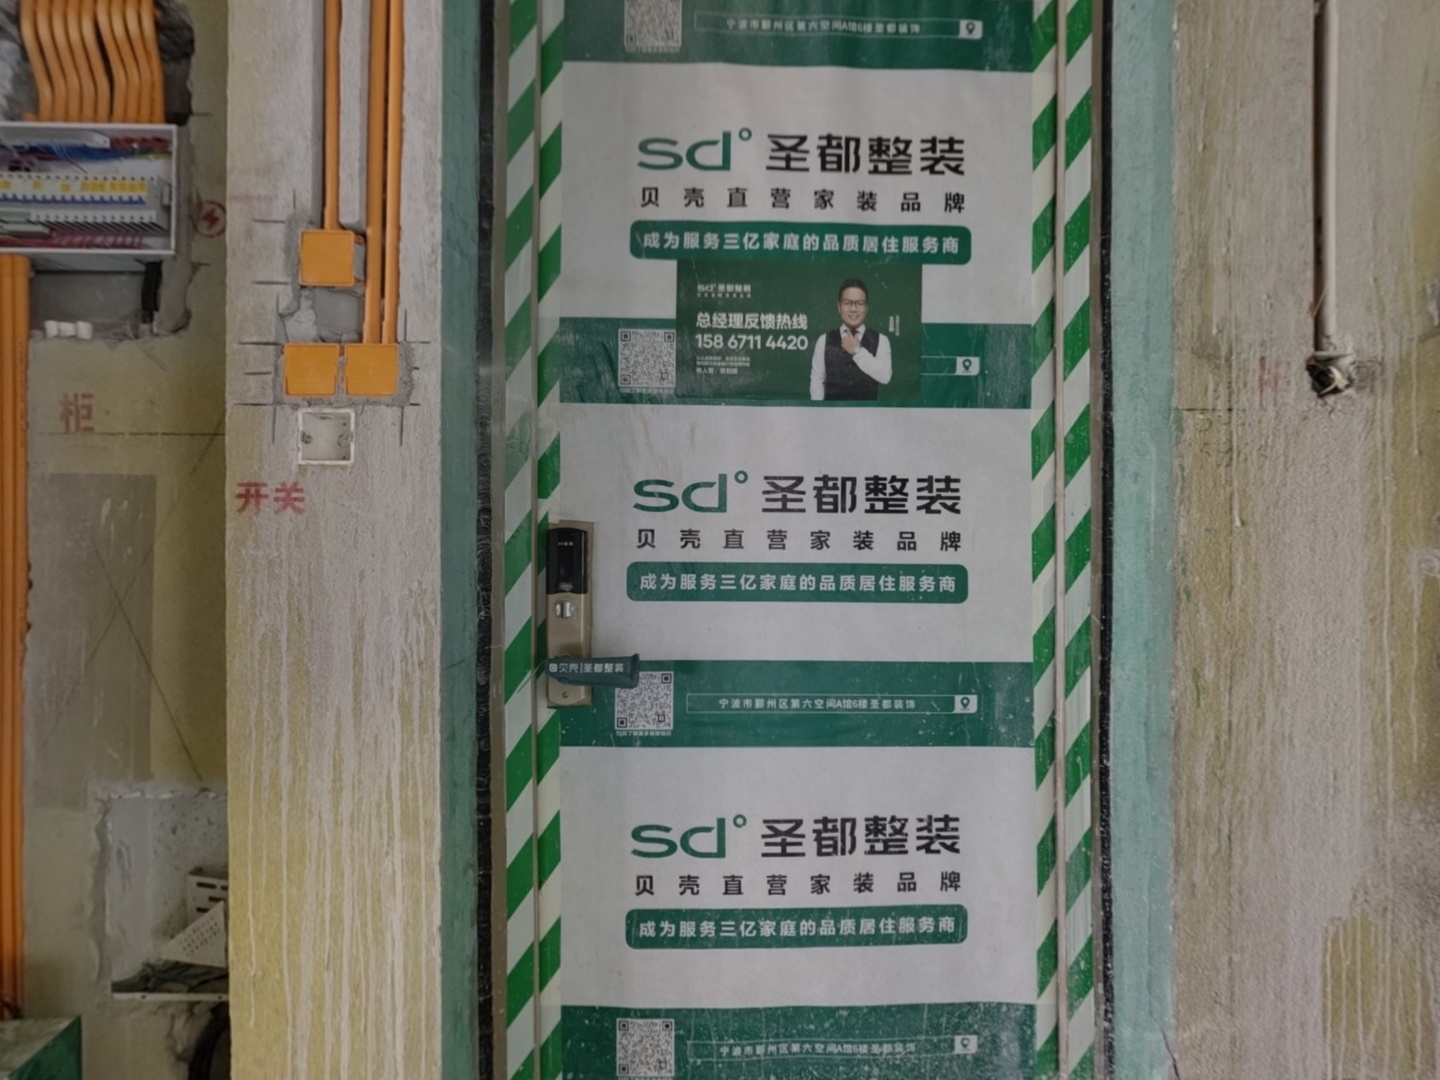 宁波市鄞州区第六空间A馆6楼圣都装饰
sd°圣都整装
贝壳直营家装品牌
成为服务三亿家庭的品质居住服务商
sd°圣都整装
总经理反馈热线
158 6711 4420
柜
柜
开关
sd°圣都整装
贝壳直营家装品牌
成为服务三亿家庭的品质居住服务商
贝壳|圣都整装
宁波市鄞州区第六空间A馆6楼圣都装饰
sd°圣都整装
贝壳直营家装品牌
成为服务三亿家庭的品质居住服务商
宁波市鄞州区第六空间A馆6楼圣都装饰